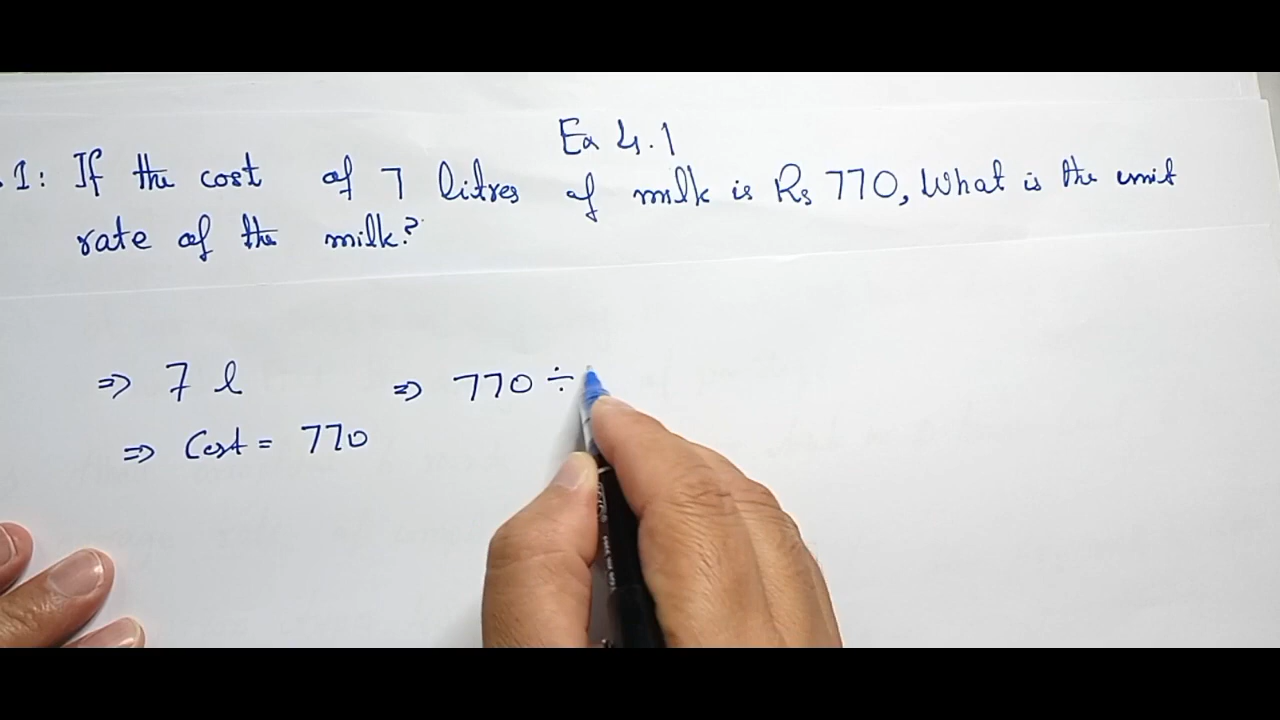 Ex 4.1
.1: If the cost of 7 litres of milk is Rs 770, What is the unit
rate of the milk?
⇒ 7 l ⇒ 770 ÷
⇒ Cost = 770